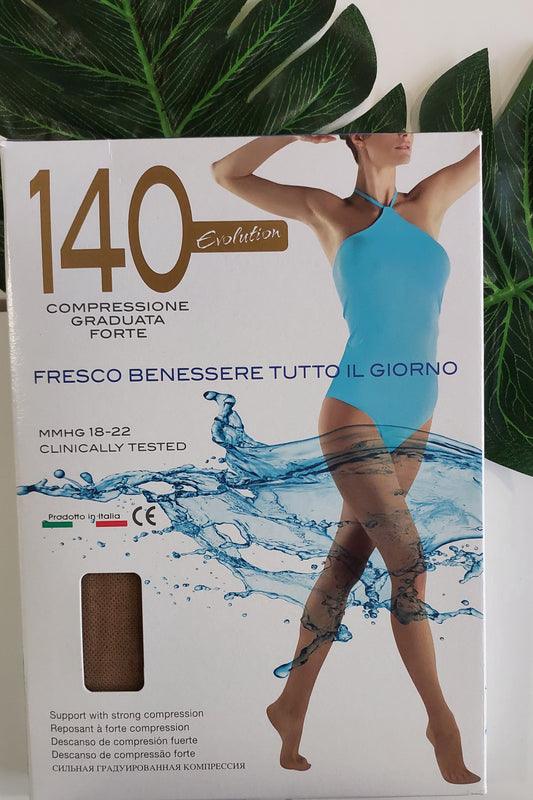 140
Evolution
COMPRESSIONE
GRADUATA
FORTE
FRESCO BENESSERE TUTTO IL GIORNO
MMHG 18-22
CLINICALLY TESTED
Prodotto in Italia CE
Support with strong compression
Reposant à forte compression
Descanso de compresión fuerte
Descanso de compressão forte
СИЛЬНАЯ ГРАДУИРОВАННАЯ КОМПРЕССИЯ